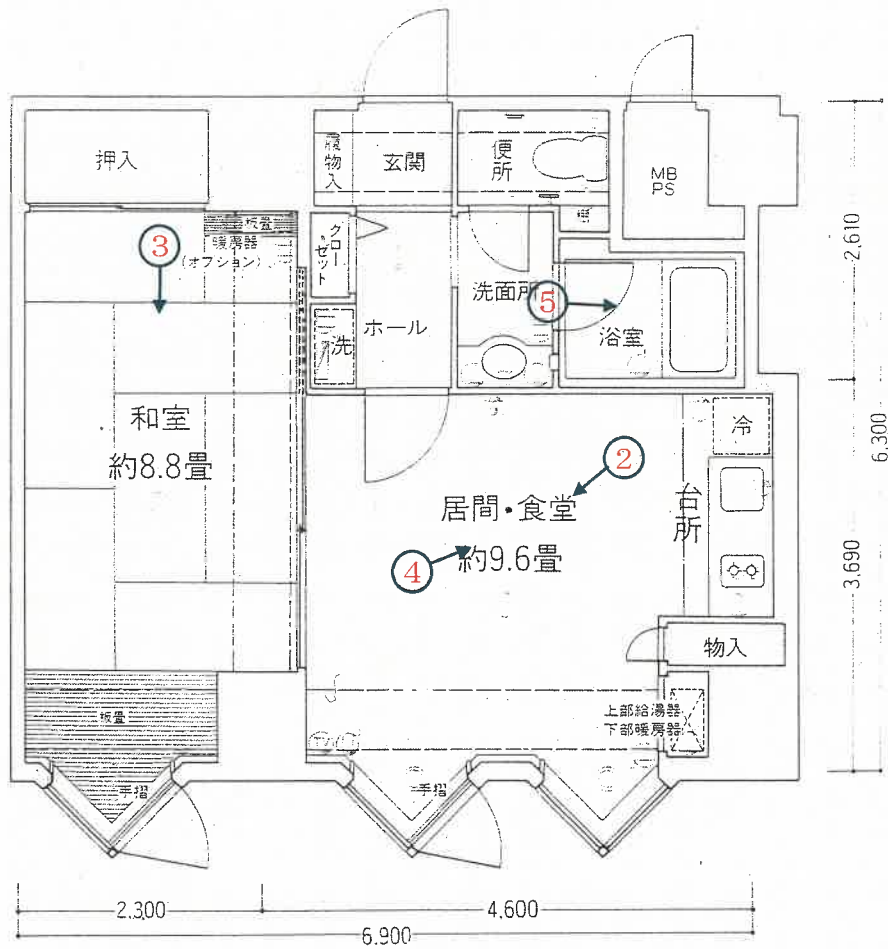 押入
履物入
玄関
便所
MB
PS
板畳
暖房器
(オプション)
③
クローゼット
洗面所
⑤
浴室
洗
ホール
和室
約8.8畳
冷
②
居間・食堂
台所
④
約9.6畳
物入
板畳
上部給湯器
下部暖房器
手摺
手摺
2.610
6.300
3.690
2.300
4.600
6.900